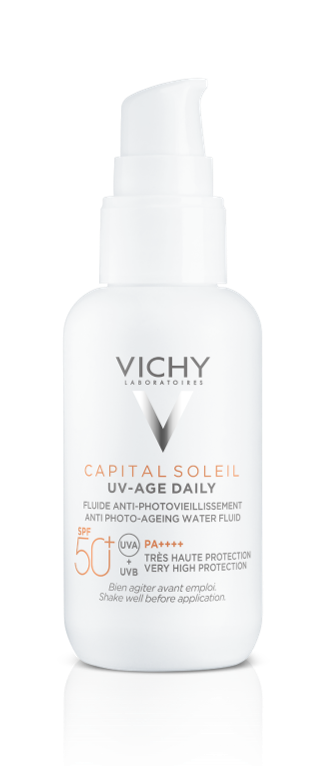 VICHY
LABORATOIRES
CAPITAL SOLEIL
UV-AGE DAILY
FLUIDE ANTI-PHOTOVIEILLISSEMENT
ANTI PHOTO-AGEING WATER FLUID
SPF
50+
UVA
+
UVB
PA++++
TRÈS HAUTE PROTECTION
VERY HIGH PROTECTION
Bien agiter avant emploi.
Shake well before application.